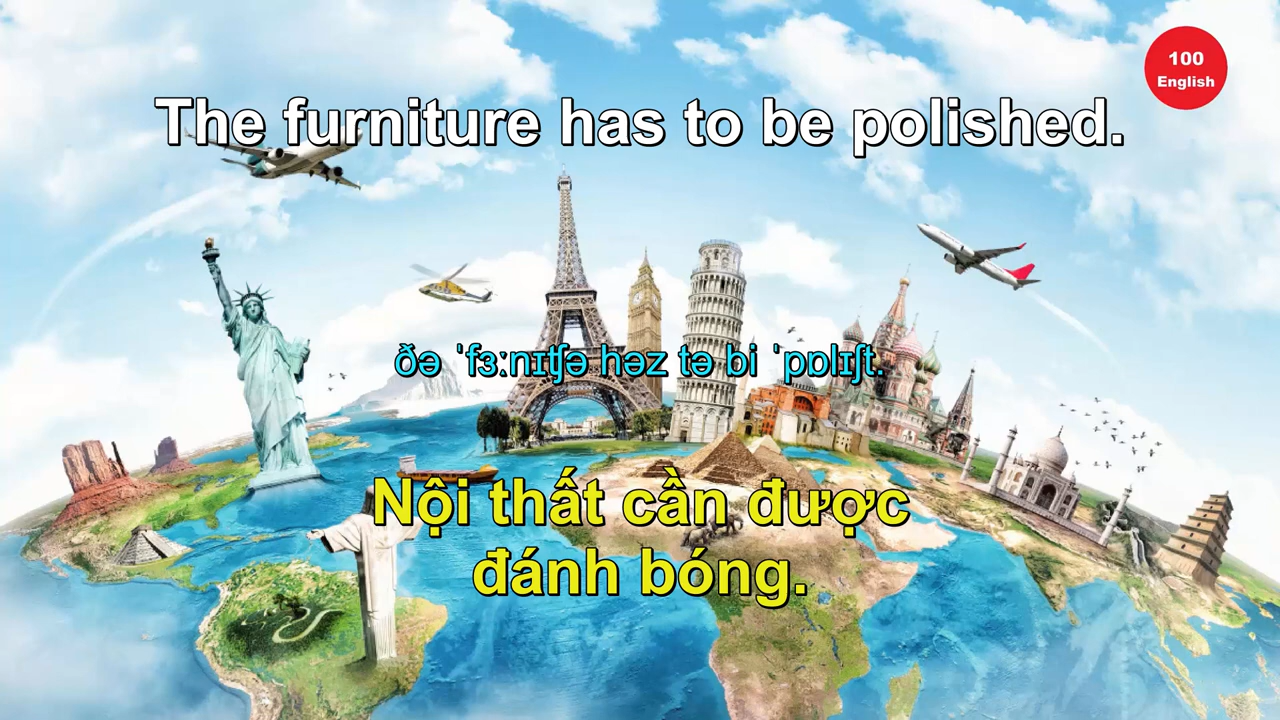 100
English
The furniture has to be polished.
ðə ˈfɜːnɪʧə həz tə bi ˈpɒlɪʃt.
Nội thất cần được
đánh bóng.